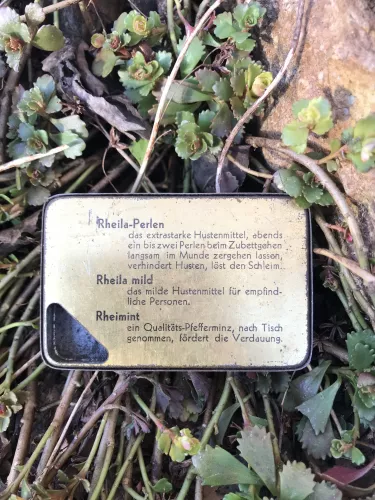 Rheila-Perlen
das extrastarke Hustenmittel, abends
ein bis zwei Perlen beim Zubettgehen
langsam im Munde zergehen lassen,
verhindert Husten, löst den Schleim.
Rheila mild
das milde Hustenmittel für empfind-
liche Personen.
Rheimint
ein Qualitäts-Pfefferminz, nach Tisch
genommen, fördert die Verdauung.